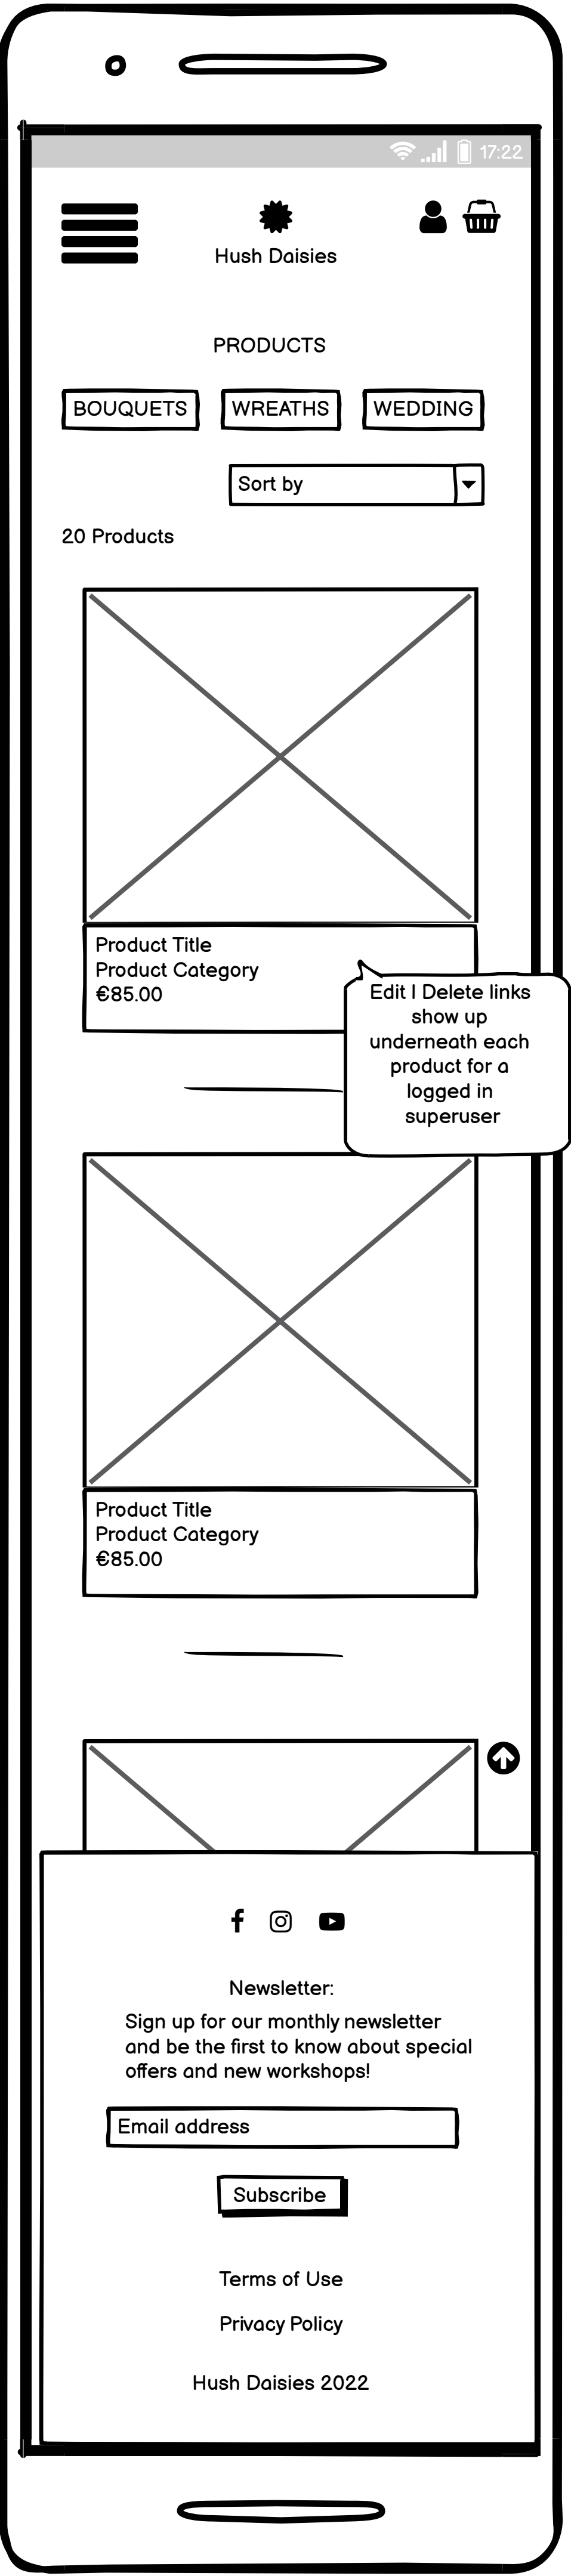 17:22
Hush Daisies
PRODUCTS
BOUQUETS
WREATHS
WEDDING
Sort by
20 Products
Product Title
Product Category
€85.00
Edit | Delete links
show up
underneath each
product for a
logged in
superuser
Product Title
Product Category
€85.00
Newsletter:
Sign up for our monthly newsletter
and be the first to know about special
offers and new workshops!
Email address
Subscribe
Terms of Use
Privacy Policy
Hush Daisies 2022